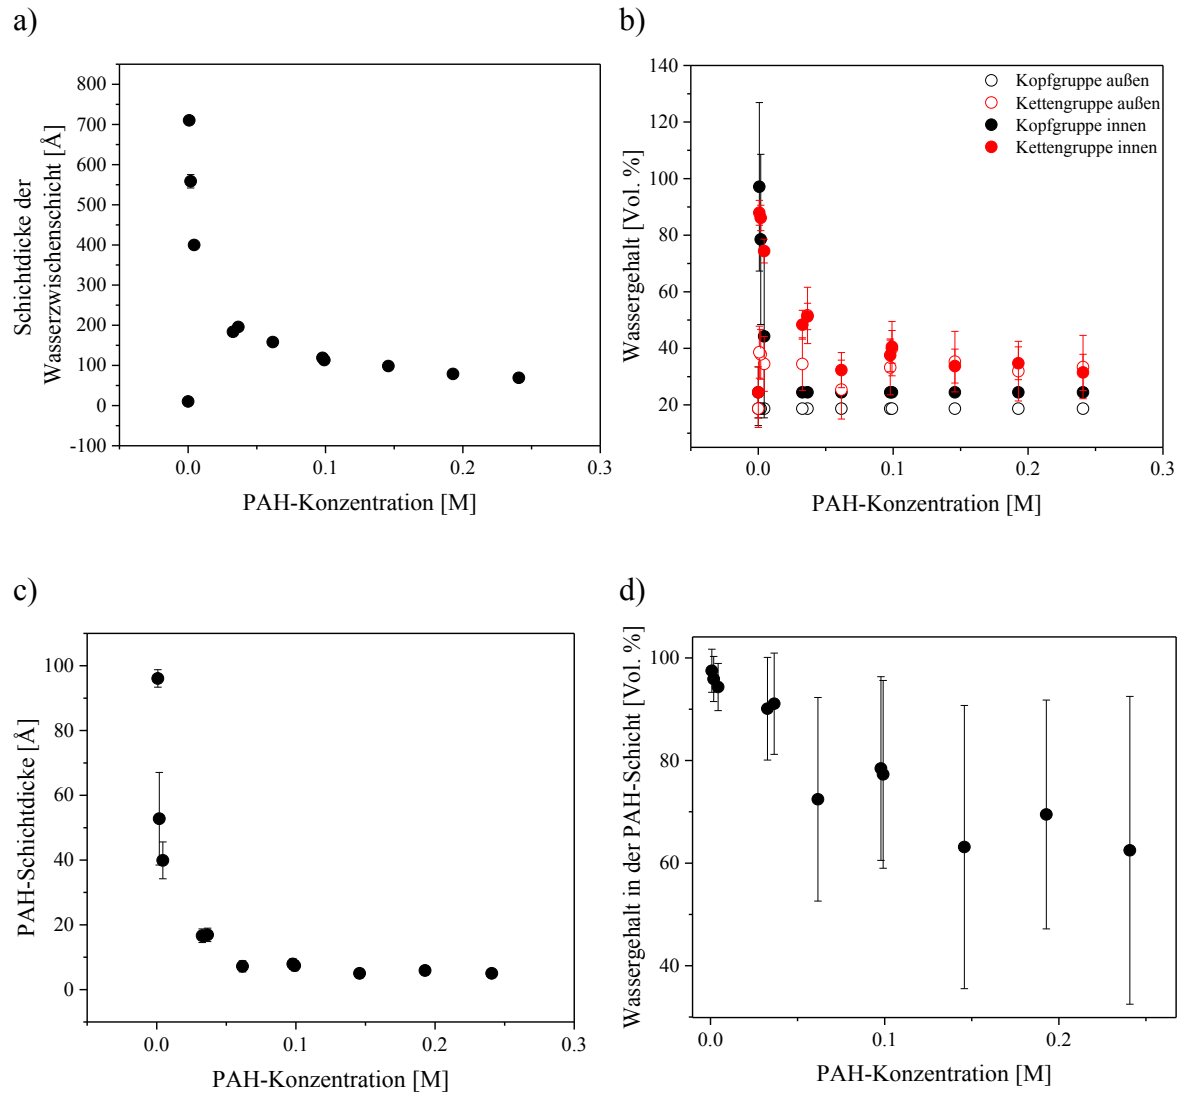 a)
Schichtdicke der
Wasserzwischenschicht [Å]
800
700
600
500
400
300
200
100
0
-100
0.0
0.1
0.2
0.3
PAH-Konzentration [M]
b)
Wassergehalt [Vol. %]
140
120
100
80
60
40
20
Kopfgruppe außen
Kettengruppe außen
Kopfgruppe innen
Kettengruppe innen
0.0
0.1
0.2
0.3
PAH-Konzentration [M]
c)
PAH-Schichtdicke [Å]
100
80
60
40
20
0
0.0
0.1
0.2
0.3
PAH-Konzentration [M]
d)
Wassergehalt in der PAH-Schicht [Vol. %]
100
80
60
40
0.0
0.1
0.2
PAH-Konzentration [M]